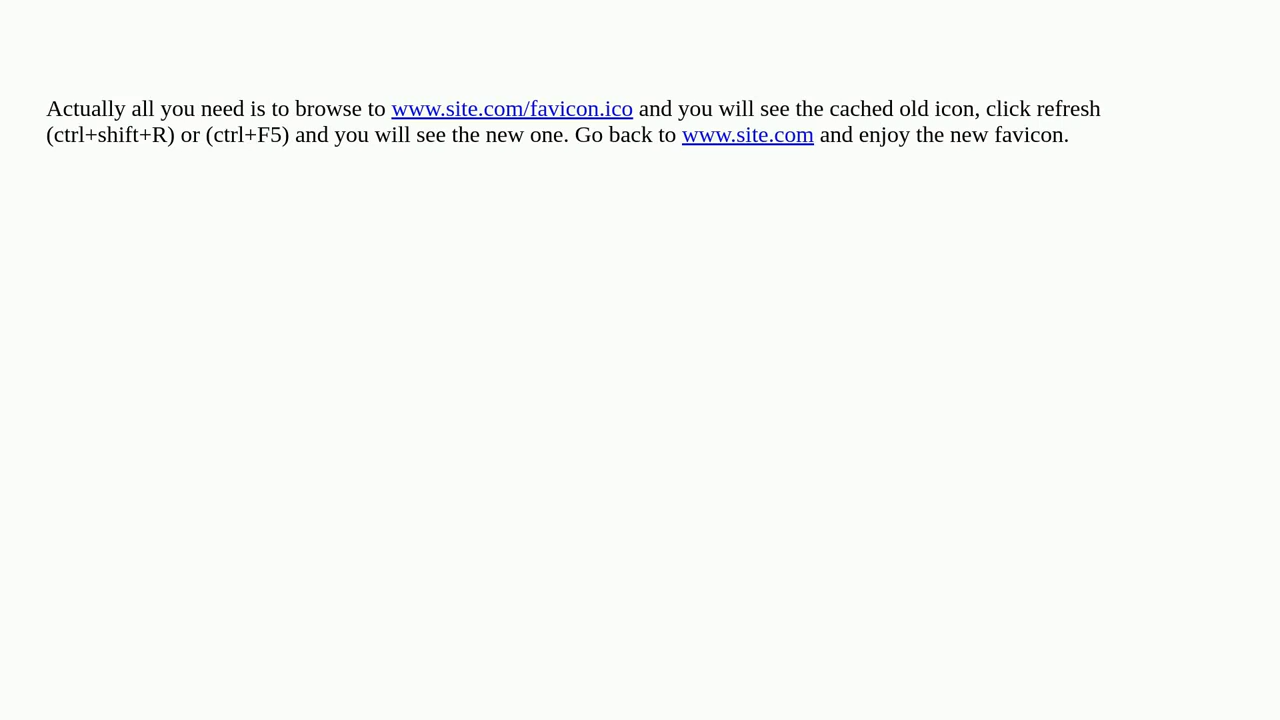 Actually all you need is to browse to www.site.com/favicon.ico and you will see the cached old icon, click refresh
(ctrl+shift+R) or (ctrl+F5) and you will see the new one. Go back to www.site.com and enjoy the new favicon.